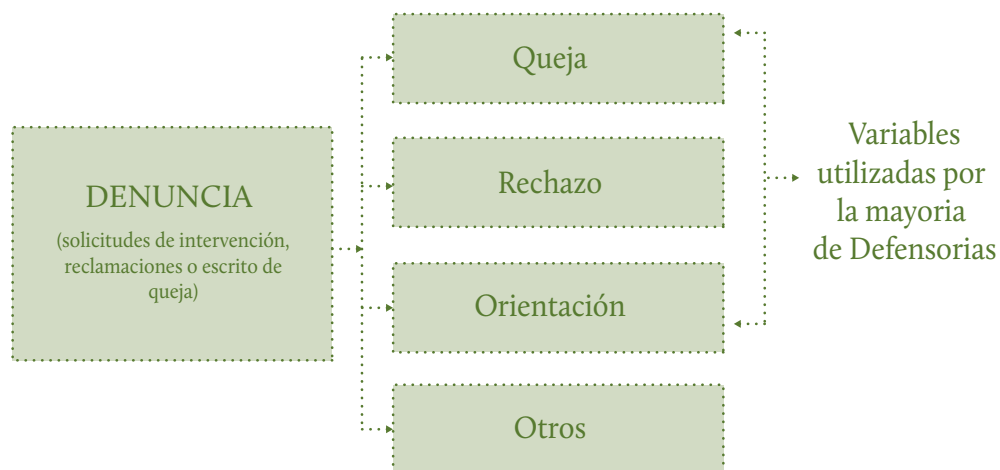 DENUNCIA
(solicitudes de intervención,
reclamaciones o escrito de
queja)
Queja
Rechazo
Orientación
Otros
Variables
utilizadas por
la mayoria
de Defensorias